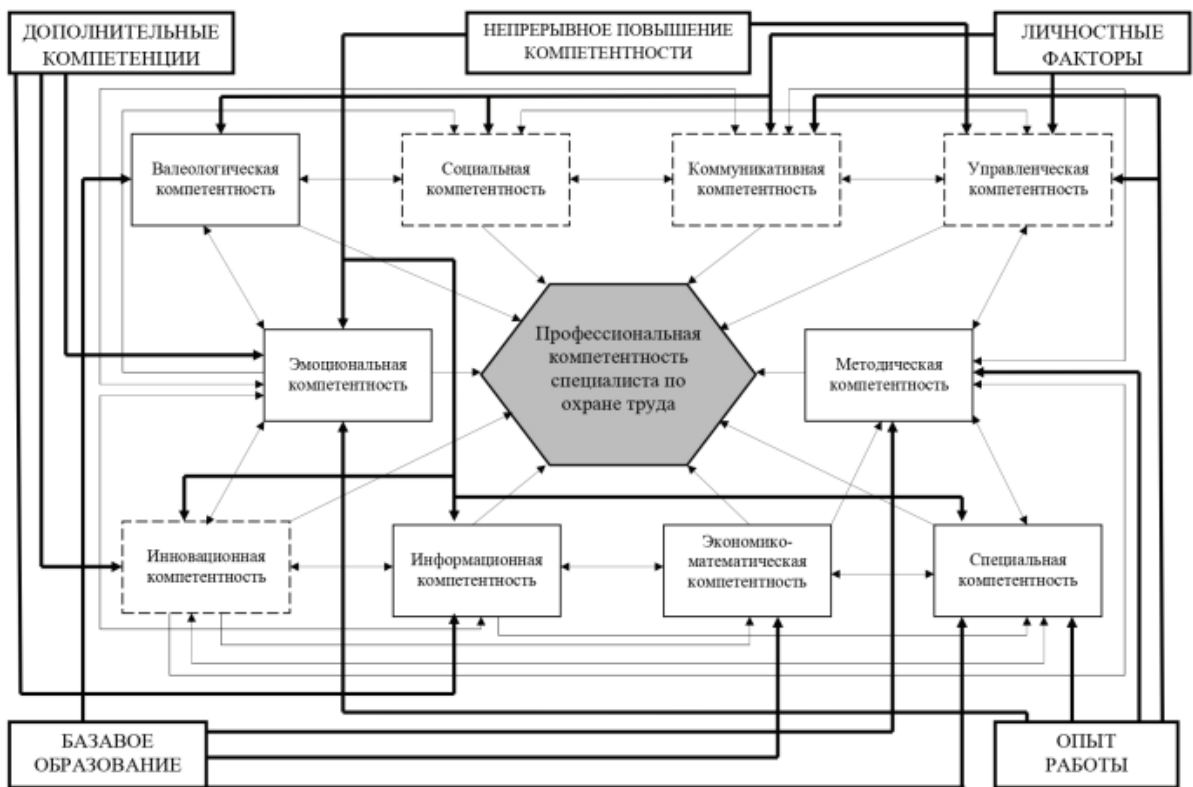 ДОПОЛНИТЕЛЬНЫЕ
КОМПЕТЕНЦИИ
НЕПРЕРЫВНОЕ ПОВЫШЕНИЕ
КОМПЕТЕНТНОСТИ
ЛИЧНОСТНЫЕ
ФАКТОРЫ
Валеологическая
компетентность
Социальная
компетентность
Коммуникативная
компетентность
Управленческая
компетентность
Эмоциональная
компетентность
Профессиональная
компетентность
специалиста по
охране труда
Методическая
компетентность
Инновационная
компетентность
Информационная
компетентность
Экономико-
математическая
компетентность
Специальная
компетентность
БАЗАВОЕ
ОБРАЗОВАНИЕ
ОПЫТ
РАБОТЫ